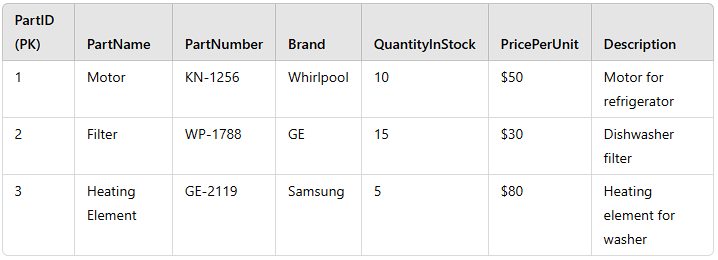 PartID (PK) PartName PartNumber Brand QuantityInStock PricePerUnit Description
1 Motor KN-1256 Whirlpool 10 $50 Motor for refrigerator
2 Filter WP-1788 GE 15 $30 Dishwasher filter
3 Heating Element GE-2119 Samsung 5 $80 Heating element for washer